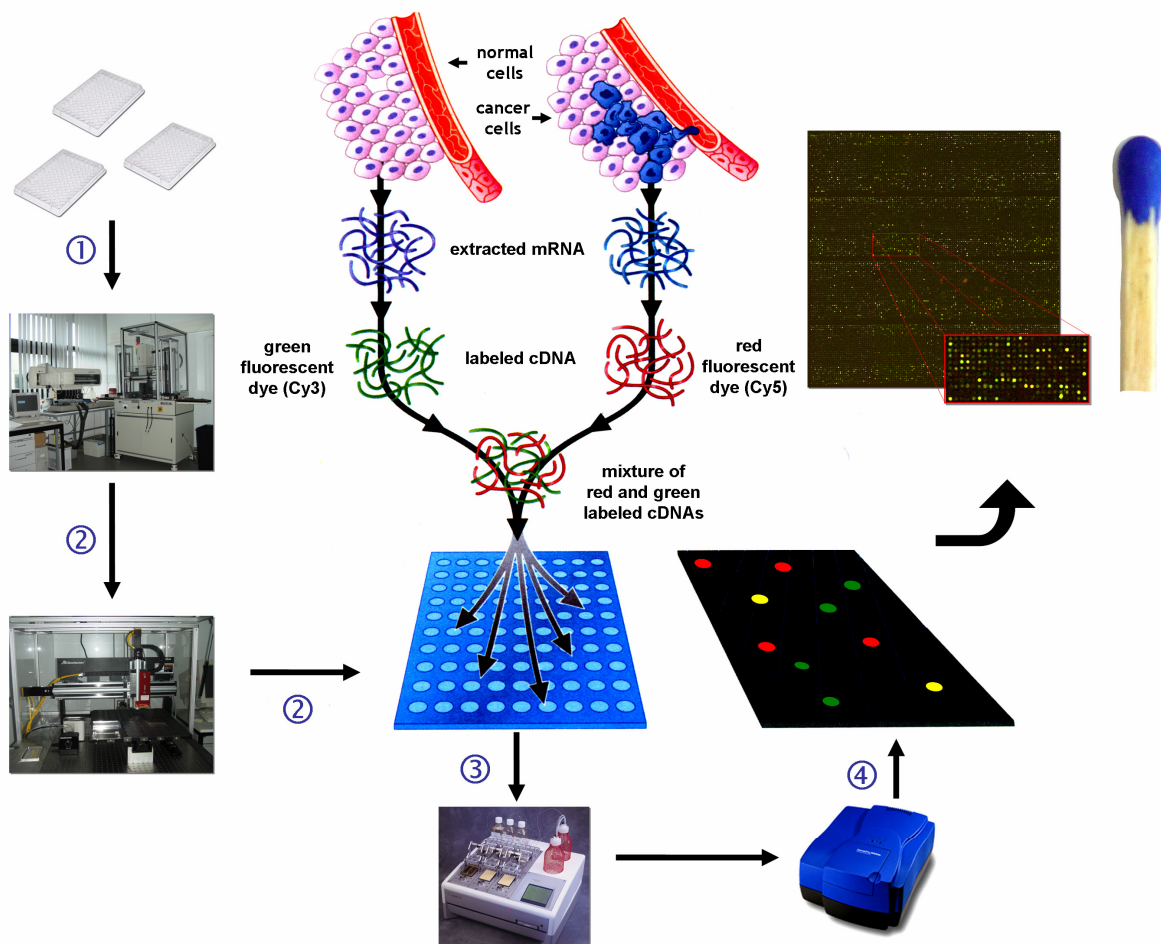 normal
cells
cancer
cells
①
extracted mRNA
green
fluorescent
dye (Cy3)
labeled cDNA
red
fluorescent
dye (Cy5)
mixture of
red and green
labeled cDNAs
②
②
③
④